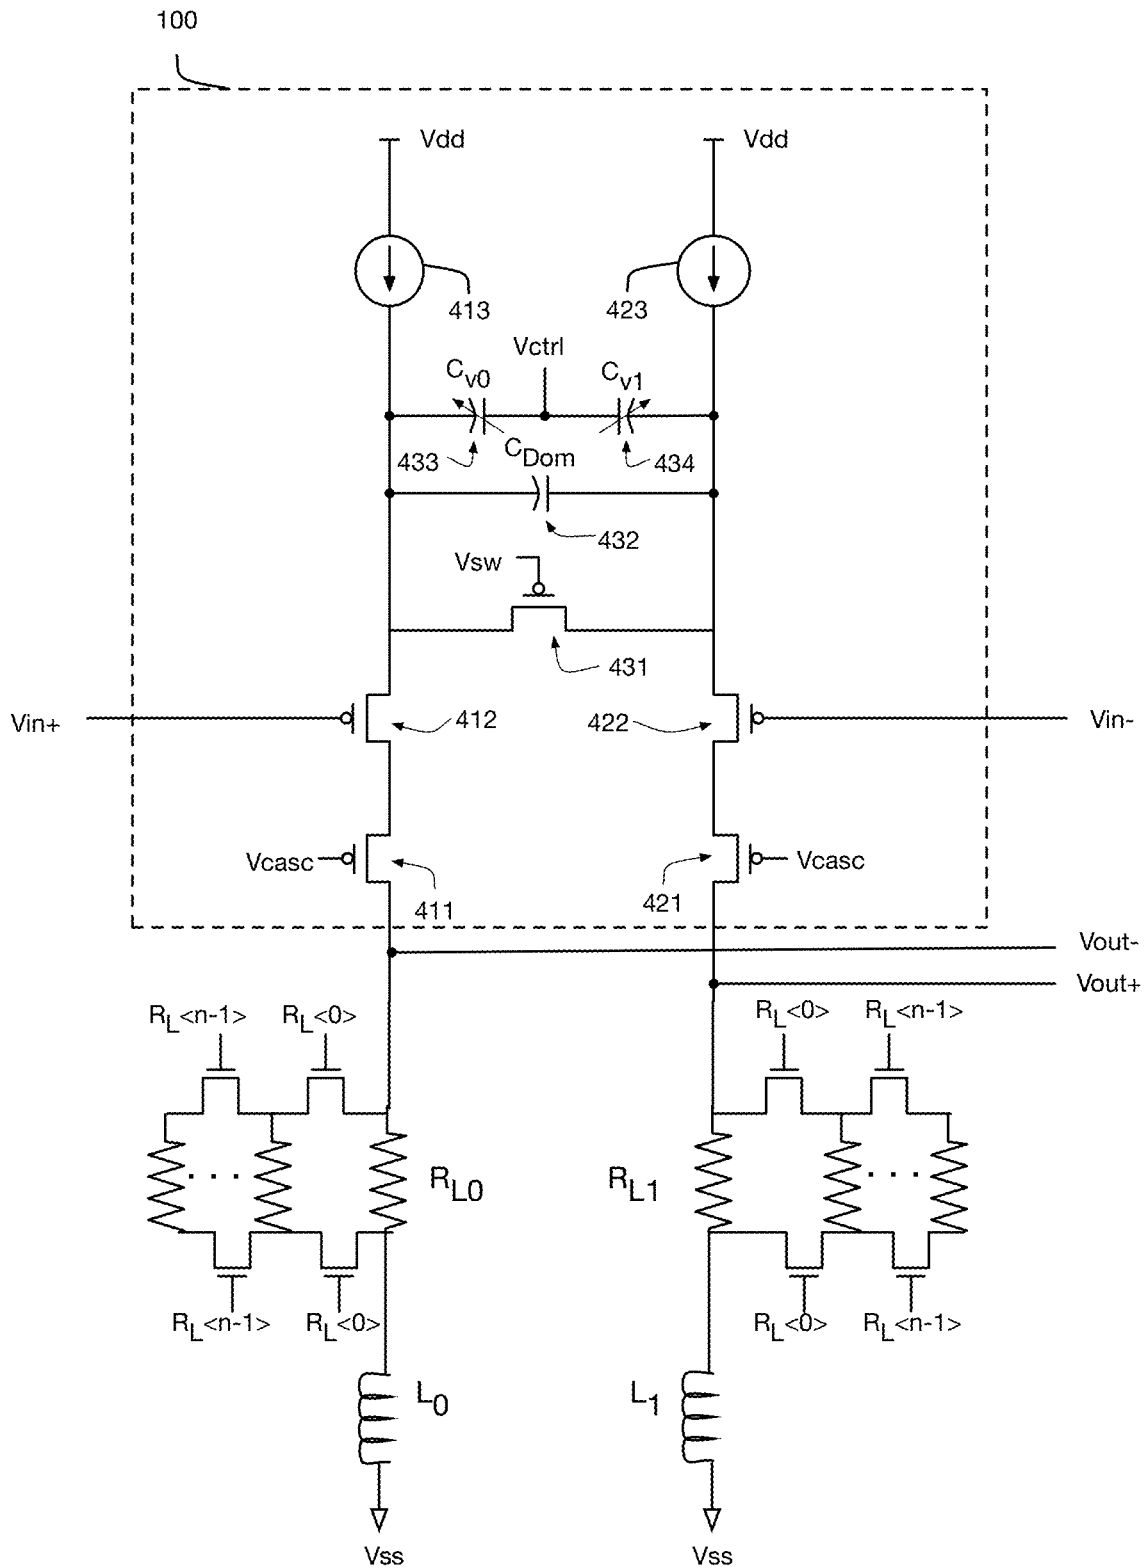 100
Vdd Vdd
413 423
Vctrl
Cv0 Cv1
433 CDom 434
432
Vsw
431
Vin+ 412 422 Vin-
Vcasc Vcasc
411 421
Vout-
Vout+
RL<n-1> RL<0> RL<0> RL<n-1>
. . . . . .
RL0 RL1
RL<n-1> RL<0> RL<0> RL<n-1>
L0 L1
Vss Vss